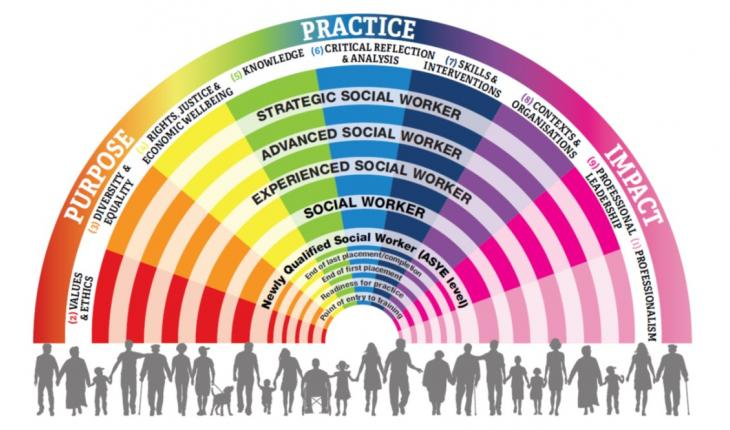 PRACTICE
PURPOSE
IMPACT
(2) VALUES
& ETHICS
(3) DIVERSITY &
EQUALITY
(4) RIGHTS, JUSTICE &
ECONOMIC WELLBEING
(5) KNOWLEDGE
(6) CRITICAL REFLECTION
& ANALYSIS
(7) SKILLS &
INTERVENTIONS
(8) CONTEXTS &
ORGANISATIONS
(9) PROFESSIONAL
LEADERSHIP
(1) PROFESSIONALISM
STRATEGIC SOCIAL WORKER
ADVANCED SOCIAL WORKER
EXPERIENCED SOCIAL WORKER
SOCIAL WORKER
Newly Qualified Social Worker (ASYE level)
End of last placement/completion
End of first placement
Readiness for practice
Point of entry to training